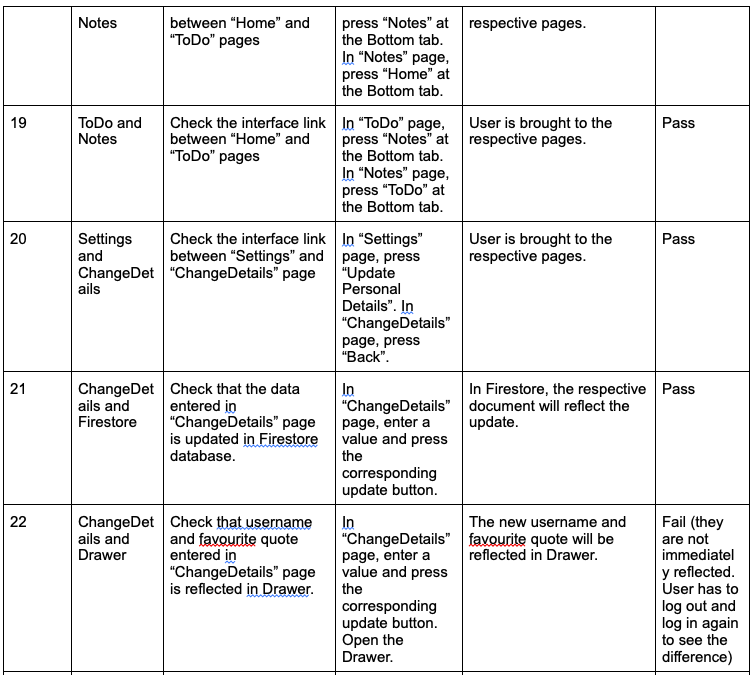 Notes
between “Home” and
“ToDo” pages
press “Notes” at
the Bottom tab.
In “Notes” page,
press “Home” at
the Bottom tab.
respective pages.
19
ToDo and
Notes
Check the interface link
between “Home” and
“ToDo” pages
In “ToDo” page,
press “Notes” at
the Bottom tab.
In “Notes” page,
press “ToDo” at
the Bottom tab.
User is brought to the
respective pages.
Pass
20
Settings
and
ChangeDet
ails
Check the interface link
between “Settings” and
“ChangeDetails” page
In “Settings”
page, press
“Update
Personal
Details”. In
“ChangeDetails”
page, press
“Back”.
User is brought to the
respective pages.
Pass
21
ChangeDet
ails and
Firestore
Check that the data
entered in
“ChangeDetails” page
is updated in Firestore
database.
In
“ChangeDetails”
page, enter a
value and press
the
corresponding
update button.
In Firestore, the respective
document will reflect the
update.
Pass
22
ChangeDet
ails and
Drawer
Check that username
and favourite quote
entered in
“ChangeDetails” page
is reflected in Drawer.
In
“ChangeDetails”
page, enter a
value and press
the
corresponding
update button.
Open the
Drawer.
The new username and
favourite quote will be
reflected in Drawer.
Fail (they
are not
immediatel
y reflected.
User has to
log out and
log in again
to see the
difference)